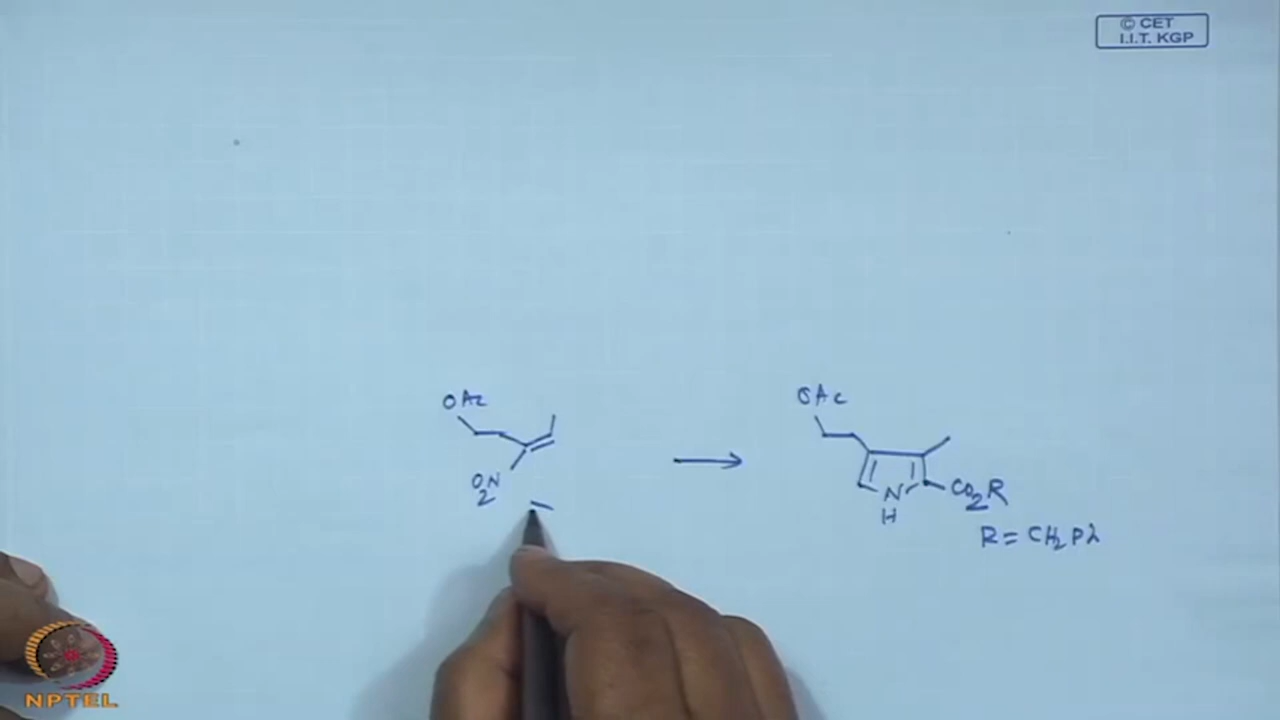 © CET
I.I.T. KGP
OAc
OAc
O2N
N
H
CO2R
R = CH2Ph
NPTEL